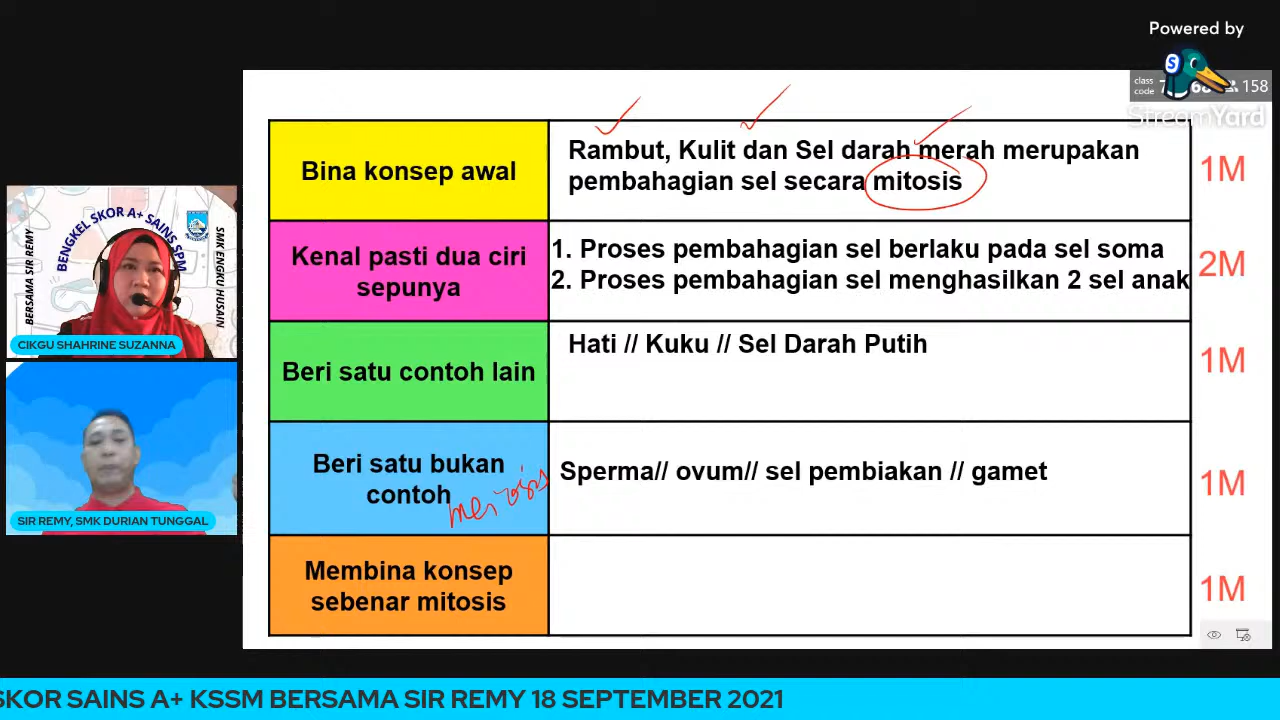 Powered by
class code 158
StreamYard
Bina konsep awal
Rambut, Kulit dan Sel darah merah merupakan
pembahagian sel secara mitosis
1M
Kenal pasti dua ciri
sepunya
1. Proses pembahagian sel berlaku pada sel soma
2. Proses pembahagian sel menghasilkan 2 sel anak
2M
Beri satu contoh lain
Hati // Kuku // Sel Darah Putih
1M
Beri satu bukan
contoh
meiosis
Sperma// ovum// sel pembiakan // gamet
1M
Membina konsep
sebenar mitosis
1M
BERSAMA SIR REMY
BENGKEL SKOR A+ SAINS SPM
SMK ENGKU HUSAIN
CIKGU SHAHRINE SUZANNA
SIR REMY, SMK DURIAN TUNGGAL
SKOR SAINS A+ KSSM BERSAMA SIR REMY 18 SEPTEMBER 2021